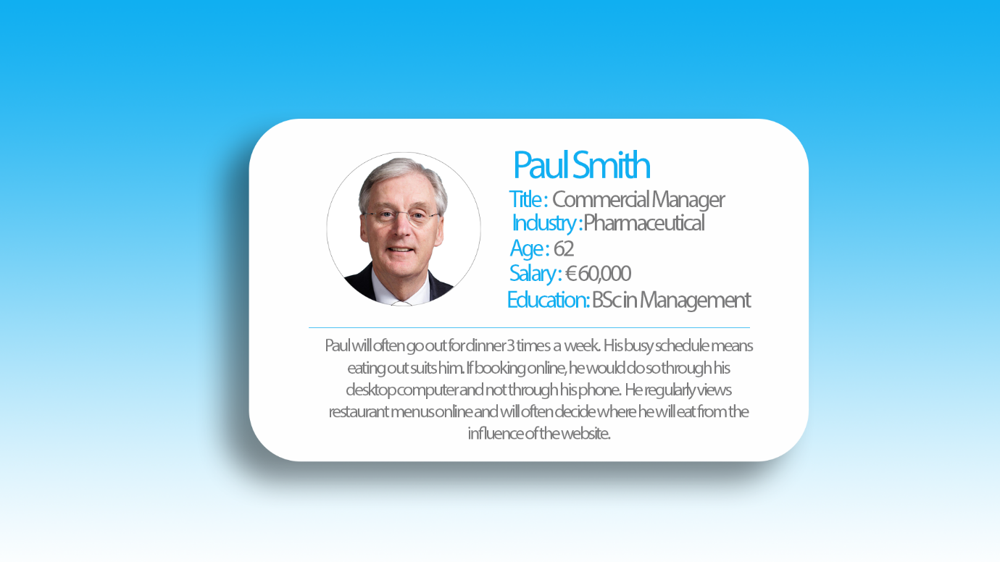 Paul Smith
Title : Commercial Manager
Industry : Pharmaceutical
Age : 62
Salary : € 60,000
Education: BSc in Management
Paul will often go out for dinner 3 times a week. His busy schedule means
eating out suits him. If booking online, he would do so through his
desktop computer and not through his phone. He regularly views
restaurant menus online and will often decide where he will eat from the
influence of the website.